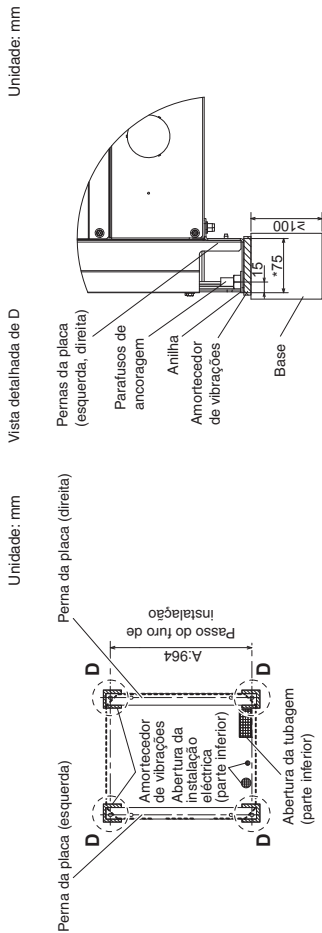 Unidade: mm
Perna da placa (esquerda)
Perna da placa (direita)
D
D
Amortecedor
de vibrações
Abertura da
instalação
eléctrica
(parte inferior)
A:964
Passo do furo de
instalação
D
D
Abertura da tubagem
(parte inferior)
Vista detalhada de D
Unidade: mm
Pernas da placa
(esquerda, direita)
Parafusos de
ancoragem
Anilha
Amortecedor
de vibrações
15
*75
≥100
Base